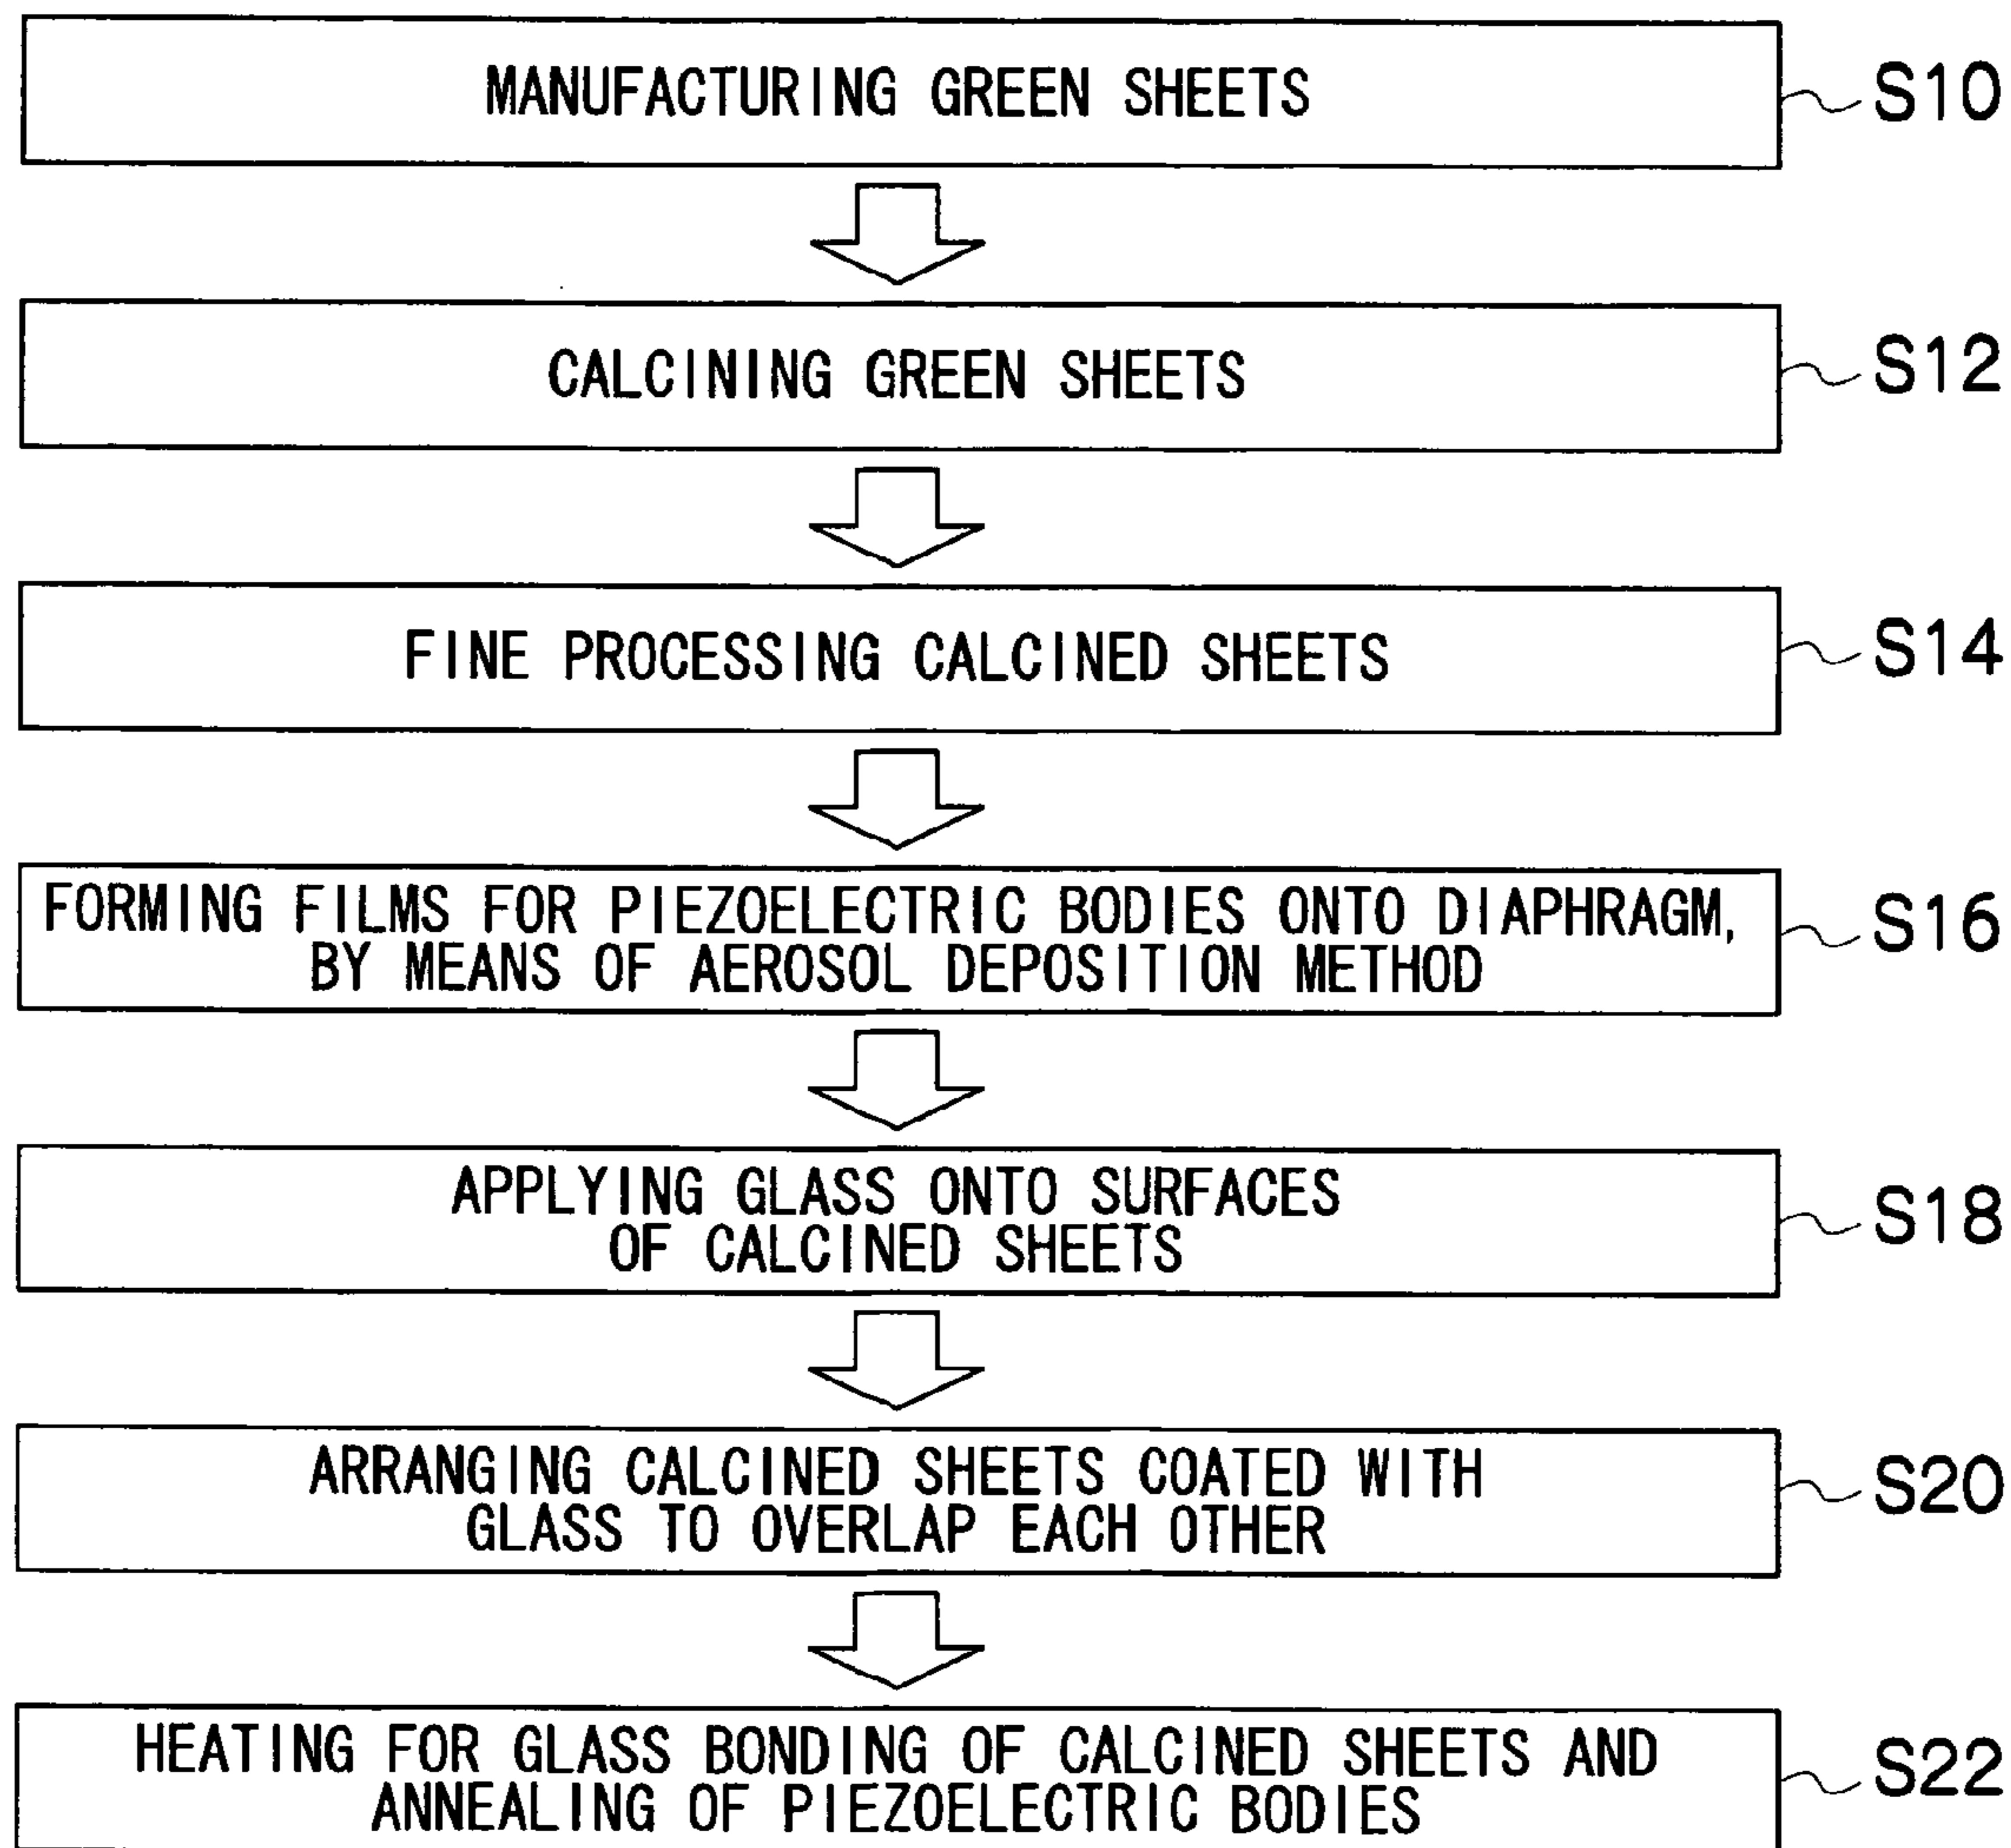 MANUFACTURING GREEN SHEETS
S10
CALCINING GREEN SHEETS
S12
FINE PROCESSING CALCINED SHEETS
S14
FORMING FILMS FOR PIEZOELECTRIC BODIES ONTO DIAPHRAGM,
BY MEANS OF AEROSOL DEPOSITION METHOD
S16
APPLYING GLASS ONTO SURFACES
OF CALCINED SHEETS
S18
ARRANGING CALCINED SHEETS COATED WITH
GLASS TO OVERLAP EACH OTHER
S20
HEATING FOR GLASS BONDING OF CALCINED SHEETS AND
ANNEALING OF PIEZOELECTRIC BODIES
S22